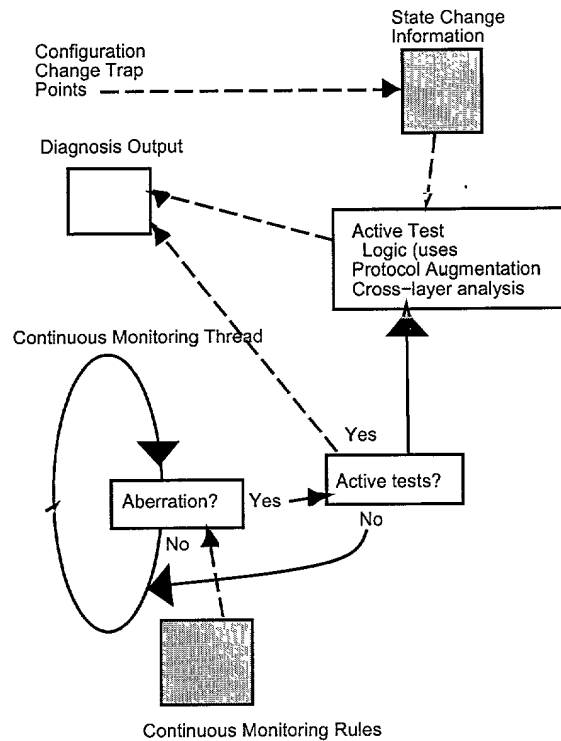 State Change
Information
Configuration
Change Trap
Points
Diagnosis Output
Active Test
Logic (uses
Protocol Augmentation
Cross-layer analysis
Continuous Monitoring Thread
Yes
Active tests?
Aberration?
Yes
No
No
Continuous Monitoring Rules